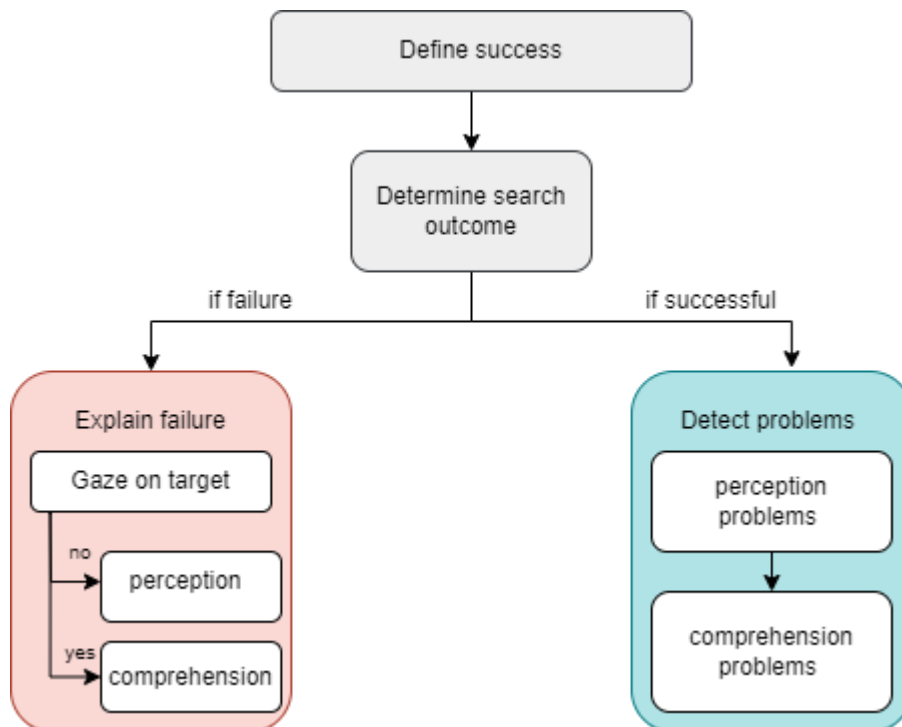 Define success
Determine search
outcome
if failure
if successful
Explain failure
Gaze on target
no
perception
yes
comprehension
Detect problems
perception
problems
comprehension
problems